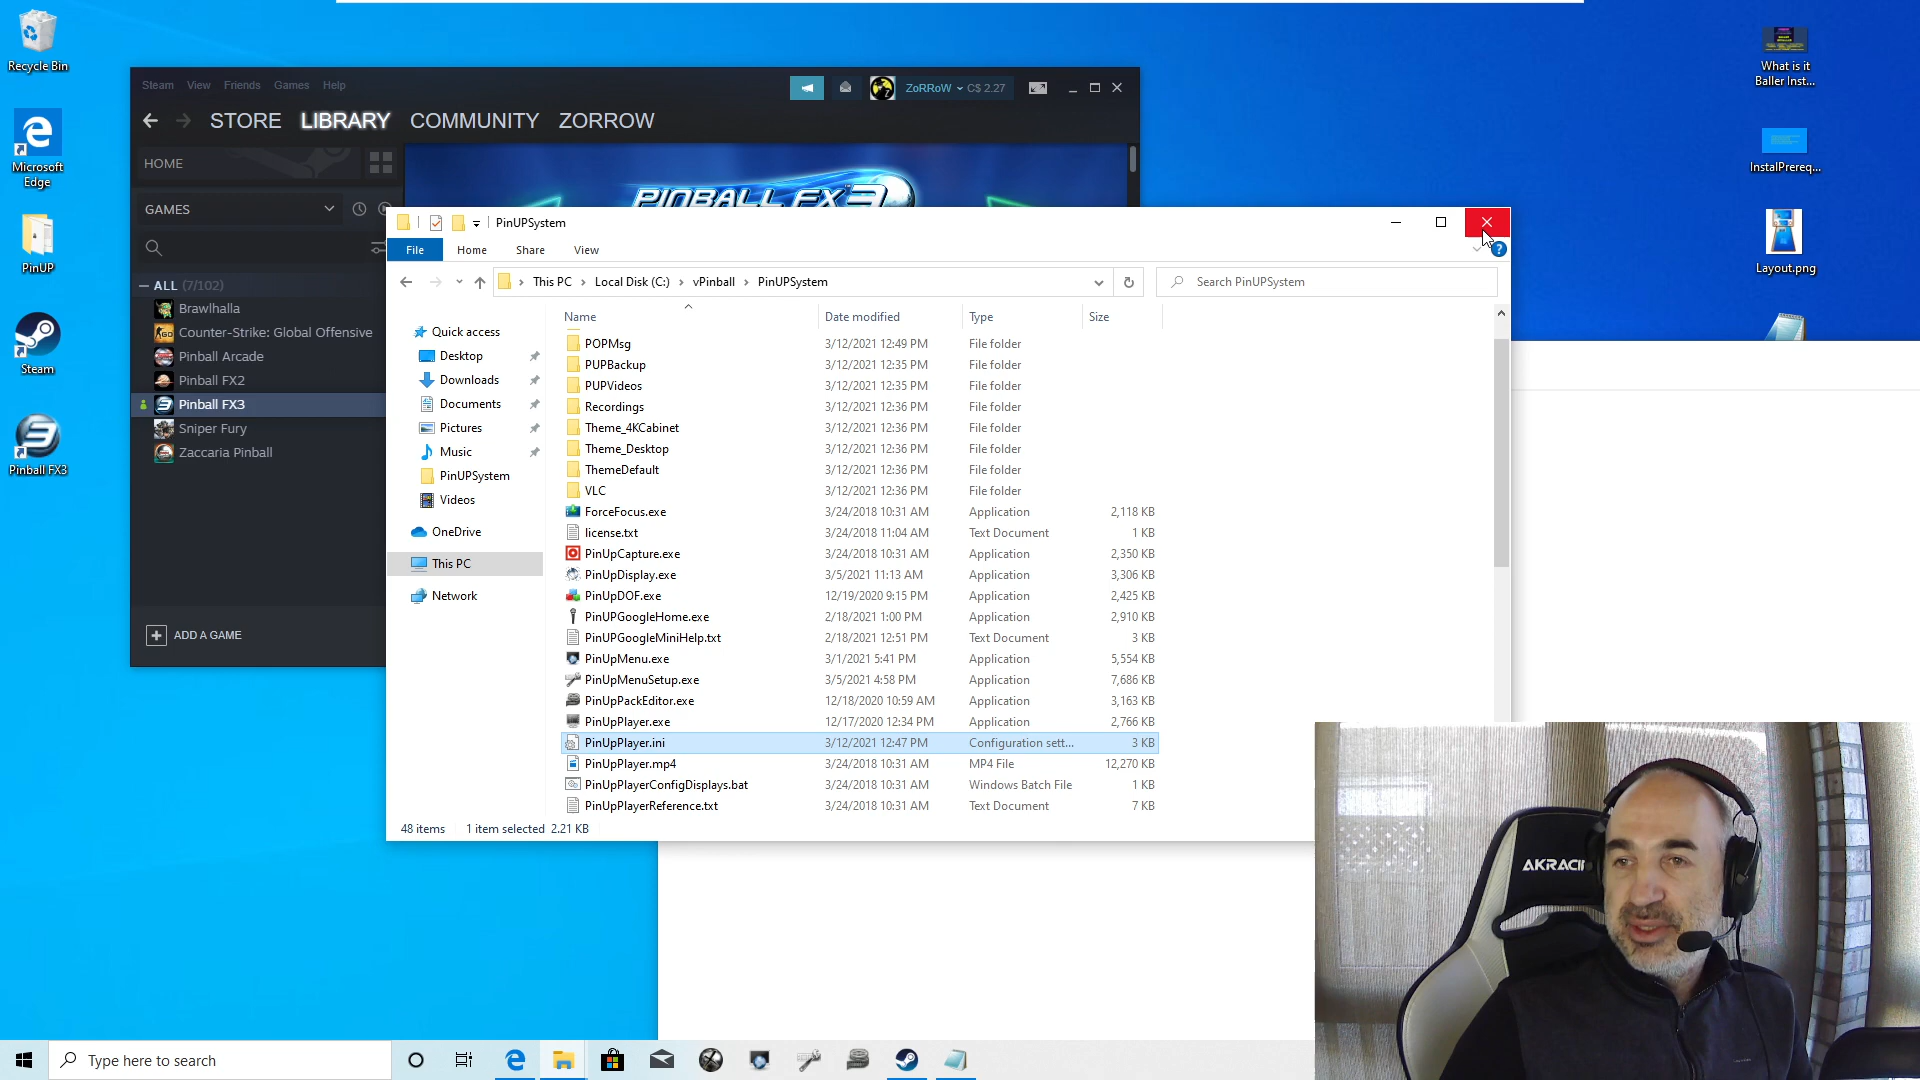 Recycle Bin
Microsoft
Edge
PinUP
Steam
Pinball FX3
What is it
Baller Inst...
InstalPrereq...
Layout.png
Steam View Friends Games Help
ZoRRoW C$ 2.27
STORE LIBRARY COMMUNITY ZORROW
HOME
GAMES
ALL (7/102)
Brawlhalla
Counter-Strike: Global Offensive
Pinball Arcade
Pinball FX2
Pinball FX3
Sniper Fury
Zaccaria Pinball
ADD A GAME
PINBALL FX3
PinUPSystem
File Home Share View
This PC Local Disk (C:) vPinball PinUPSystem
Search PinUPSystem
Quick access
Desktop
Downloads
Documents
Pictures
Music
PinUPSystem
Videos
OneDrive
This PC
Network
Name Date modified Type Size
POPMsg 3/12/2021 12:49 PM File folder
PUPBackup 3/12/2021 12:35 PM File folder
PUPVideos 3/12/2021 12:35 PM File folder
Recordings 3/12/2021 12:36 PM File folder
Theme_4KCabinet 3/12/2021 12:36 PM File folder
Theme_Desktop 3/12/2021 12:36 PM File folder
ThemeDefault 3/12/2021 12:36 PM File folder
VLC 3/12/2021 12:36 PM File folder
ForceFocus.exe 3/24/2018 10:31 AM Application 2,118 KB
license.txt 3/24/2018 11:04 AM Text Document 1 KB
PinUpCapture.exe 3/24/2018 10:31 AM Application 2,350 KB
PinUpDisplay.exe 3/5/2021 11:13 AM Application 3,306 KB
PinUpDOF.exe 12/19/2020 9:15 PM Application 2,425 KB
PinUPGoogleHome.exe 2/18/2021 1:00 PM Application 2,910 KB
PinUPGoogleMiniHelp.txt 2/18/2021 12:51 PM Text Document 3 KB
PinUpMenu.exe 3/1/2021 5:41 PM Application 5,554 KB
PinUpMenuSetup.exe 3/5/2021 4:58 PM Application 7,686 KB
PinUpPackEditor.exe 12/18/2020 10:59 AM Application 3,163 KB
PinUpPlayer.exe 12/17/2020 12:34 PM Application 2,766 KB
PinUpPlayer.ini 3/12/2021 12:47 PM Configuration sett... 3 KB
PinUpPlayer.mp4 3/24/2018 10:31 AM MP4 File 12,270 KB
PinUpPlayerConfigDisplays.bat 3/24/2018 10:31 AM Windows Batch File 1 KB
PinUpPlayerReference.txt 3/24/2018 10:31 AM Text Document 7 KB
48 items 1 item selected 2.21 KB
AKRACI
Type here to search